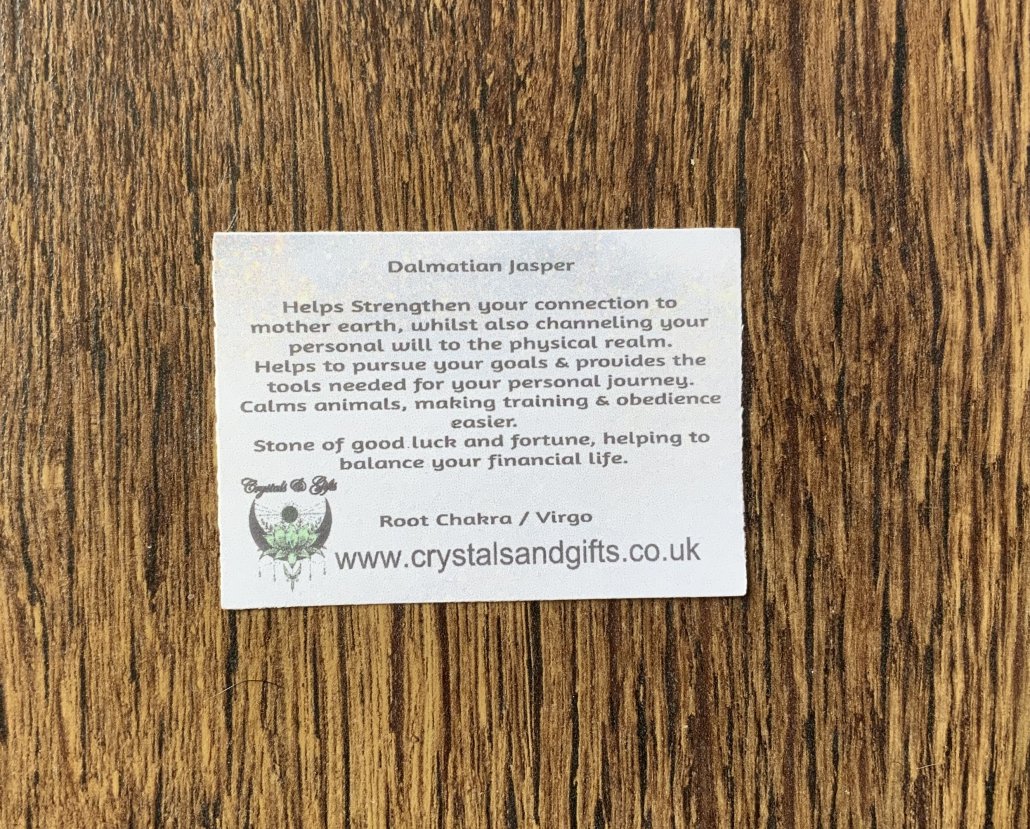 Dalmatian Jasper
Helps Strengthen your connection to
mother earth, whilst also channeling your
personal will to the physical realm.
Helps to pursue your goals & provides the
tools needed for your personal journey.
Calms animals, making training & obedience
easier.
Stone of good luck and fortune, helping to
balance your financial life.
Crystals & Gifts
Root Chakra / Virgo
www.crystalsandgifts.co.uk